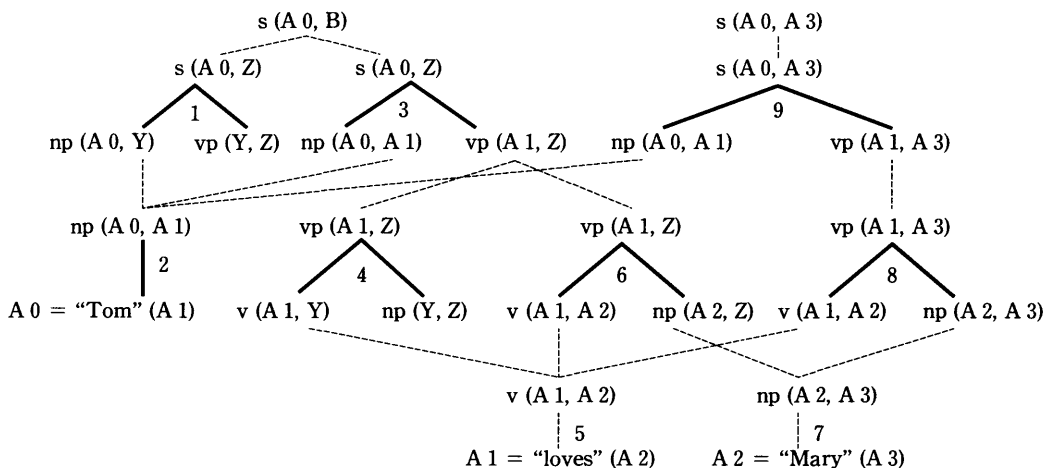 s (A 0, B) s (A 0, A 3)
s (A 0, Z) s (A 0, Z) s (A 0, A 3)
1 3 9
np (A 0, Y) vp (Y, Z) np (A 0, A 1) vp (A 1, Z) np (A 0, A 1) vp (A 1, A 3)
np (A 0, A 1) vp (A 1, Z) vp (A 1, Z) vp (A 1, A 3)
2 4 6 8
A 0 = “Tom” (A 1) v (A 1, Y) np (Y, Z) v (A 1, A 2) np (A 2, Z) v (A 1, A 2) np (A 2, A 3)
v (A 1, A 2) np (A 2, A 3)
5 7
A 1 = “loves” (A 2) A 2 = “Mary” (A 3)